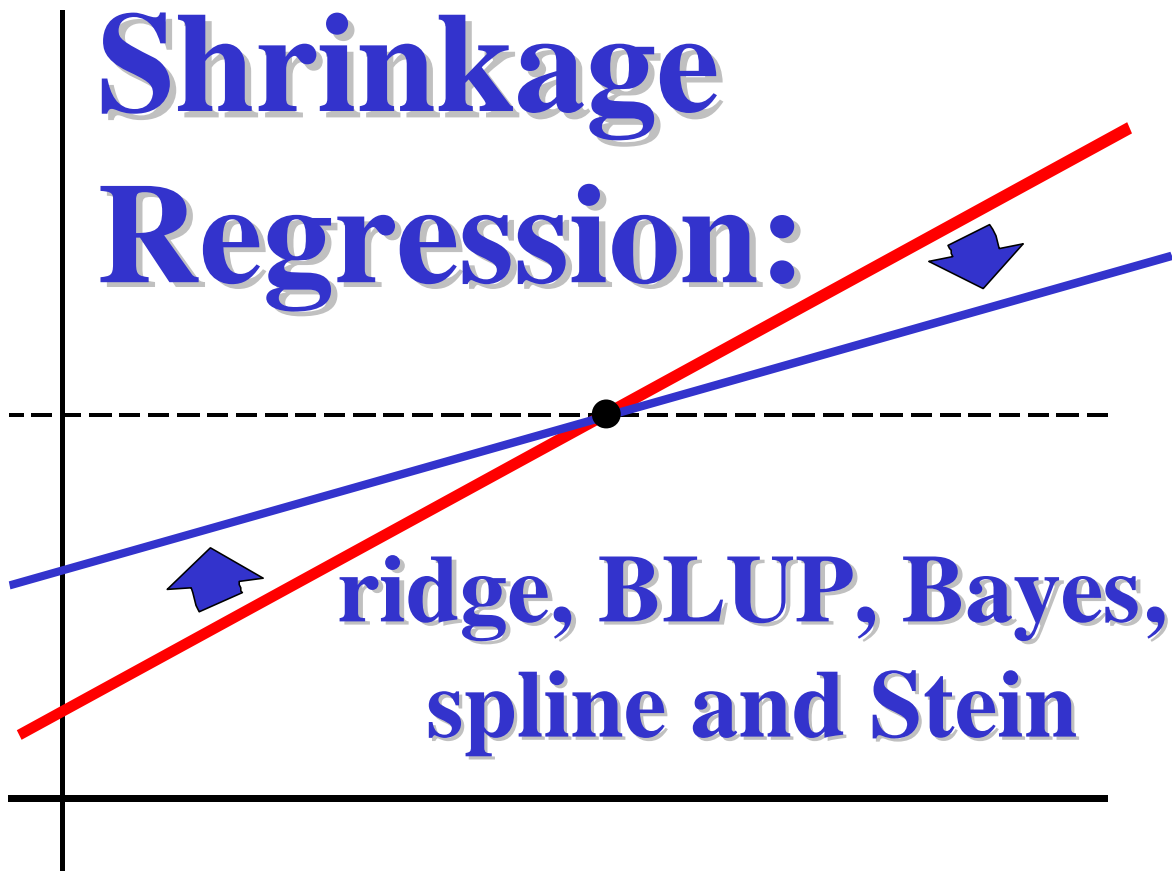 Shrinkage
Regression:
ridge, BLUP, Bayes,
spline and Stein